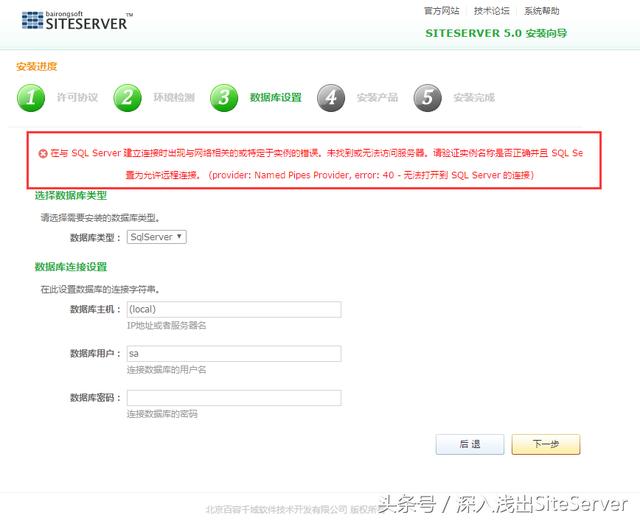 bairongsoft
SITESERVER™
官方网站 | 技术论坛 | 系统帮助
SITESERVER 5.0 安装向导
安装进度
1 许可协议 2 环境检测 3 数据库设置 4 安装产品 5 安装完成
在与 SQL Server 建立连接时出现与网络相关的或特定于实例的错误。未找到或无法访问服务器。请验证实例名称是否正确并且 SQL Se
置为允许远程连接。 (provider: Named Pipes Provider, error: 40 - 无法打开到 SQL Server 的连接)
选择数据库类型
请选择需要安装的数据库类型。
数据库类型： SqlServer
数据库连接设置
在此设置数据库的连接字符串。
数据库主机： (local)
IP地址或者服务器名
数据库用户： sa
连接数据库的用户名
数据库密码：
连接数据库的密码
后 退 下一步
北京百容千域软件技术开发有限公司 版权所
头条号 / 深入浅出SiteServer